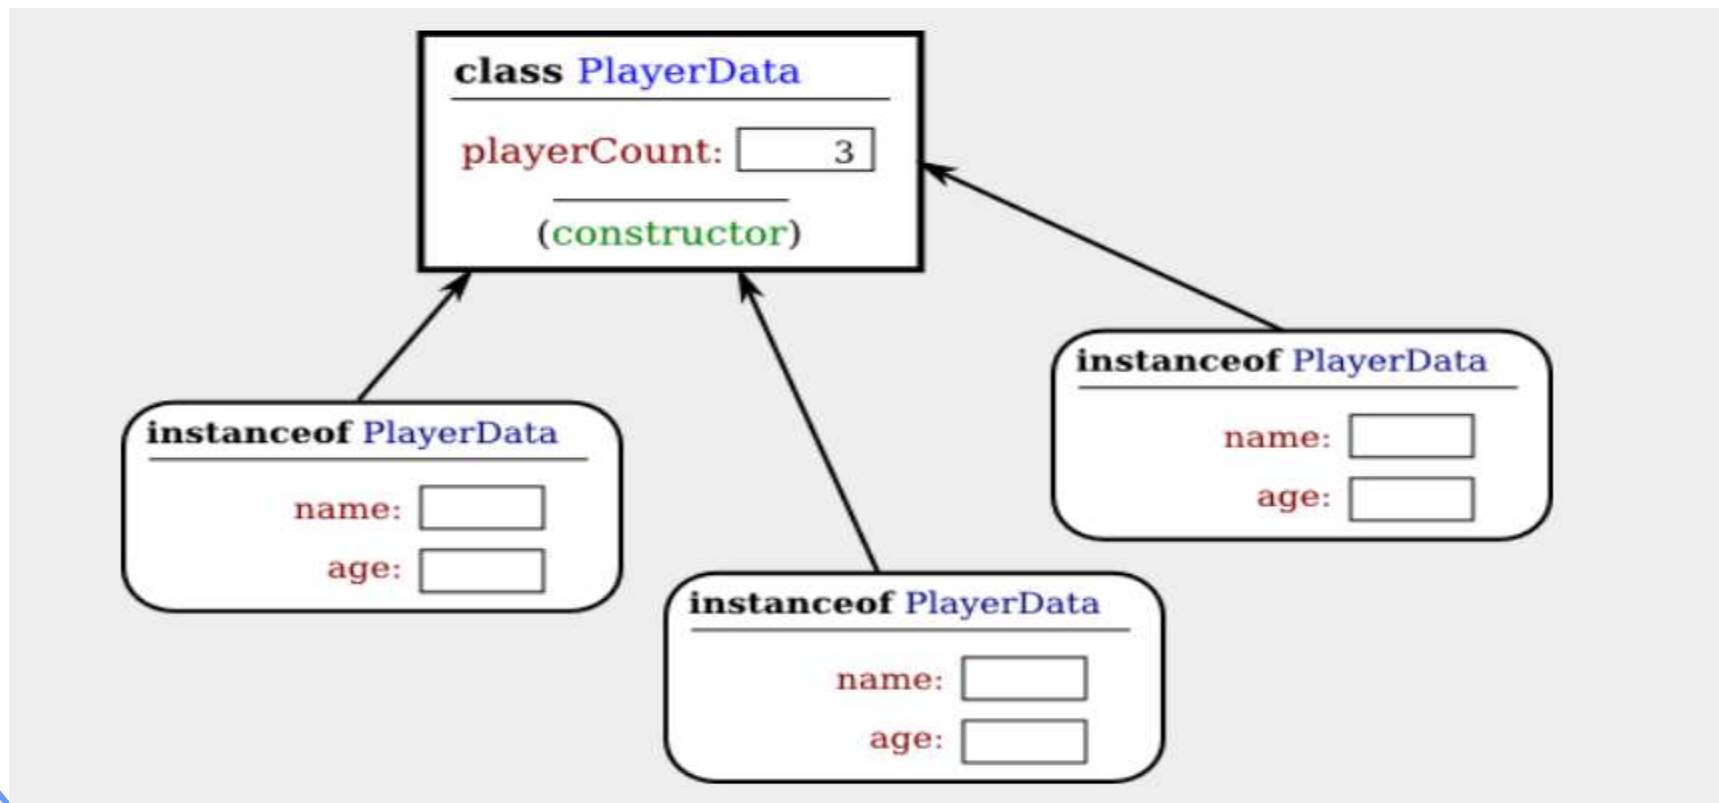 class PlayerData
playerCount: 3
(constructor)
instanceof PlayerData
name:
age:
instanceof PlayerData
name:
age:
instanceof PlayerData
name:
age: